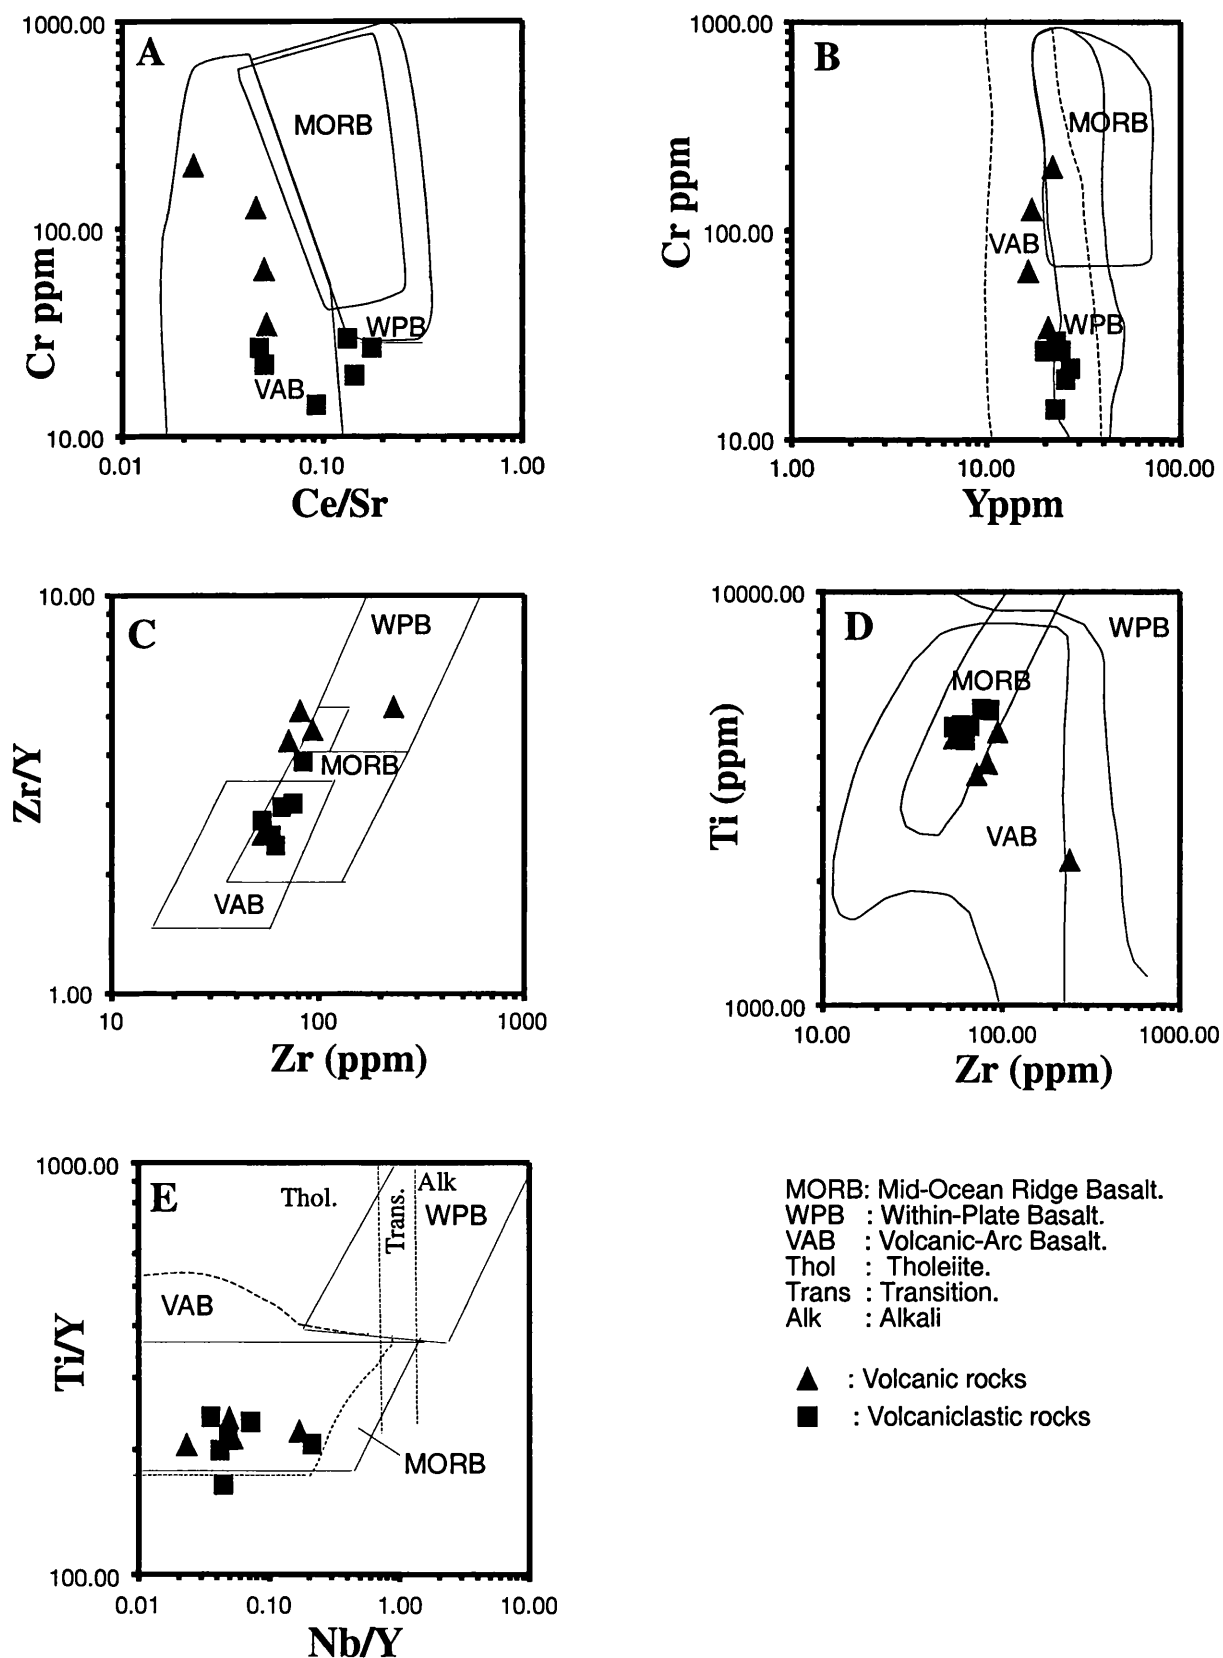 1000.00
A
MORB
Cr ppm
100.00
WPB
VAB
10.00
0.01 0.10 1.00
Ce/Sr
1000.00
B
MORB
Cr ppm
100.00
VAB
WPB
10.00
1.00 10.00 100.00
Yppm
10.00
C
WPB
Zr/Y
MORB
VAB
1.00
10 100 1000
Zr (ppm)
10000.00
D
WPB
MORB
Ti (ppm)
VAB
1000.00
10.00 100.00 1000.00
Zr (ppm)
1000.00
E
Thol.
Trans.
Alk
WPB
VAB
Ti/Y
MORB
100.00
0.01 0.10 1.00 10.00
Nb/Y
MORB: Mid-Ocean Ridge Basalt.
WPB : Within-Plate Basalt.
VAB : Volcanic-Arc Basalt.
Thol : Tholeiite.
Trans : Transition.
Alk : Alkali
: Volcanic rocks
: Volcaniclastic rocks